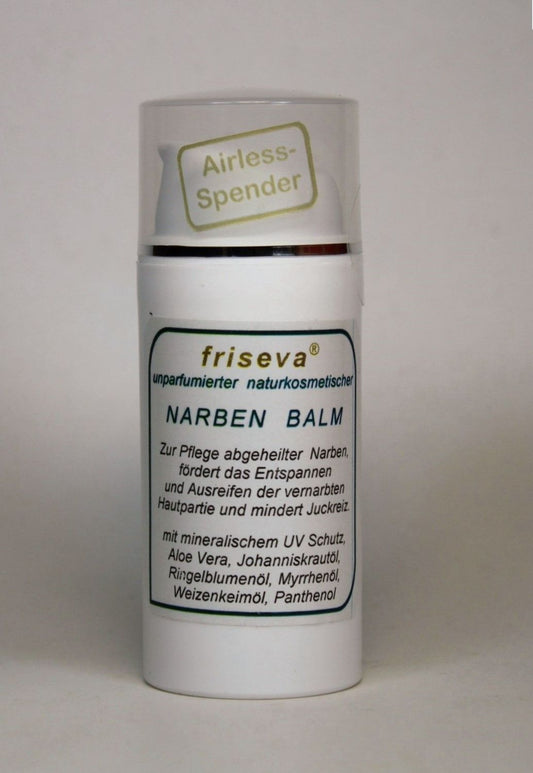 Airless-
Spender
friseva®
unparfumierter naturkosmetischer
NARBEN BALM
Zur Pflege abgeheilter Narben,
fördert das Entspannen
und Ausreifen der vernarbten
Hautpartie und mindert Juckreiz.
mit mineralischem UV Schutz,
Aloe Vera, Johanniskrautöl,
Ringelblumenöl, Myrrhenöl,
Weizenkeimöl, Panthenol